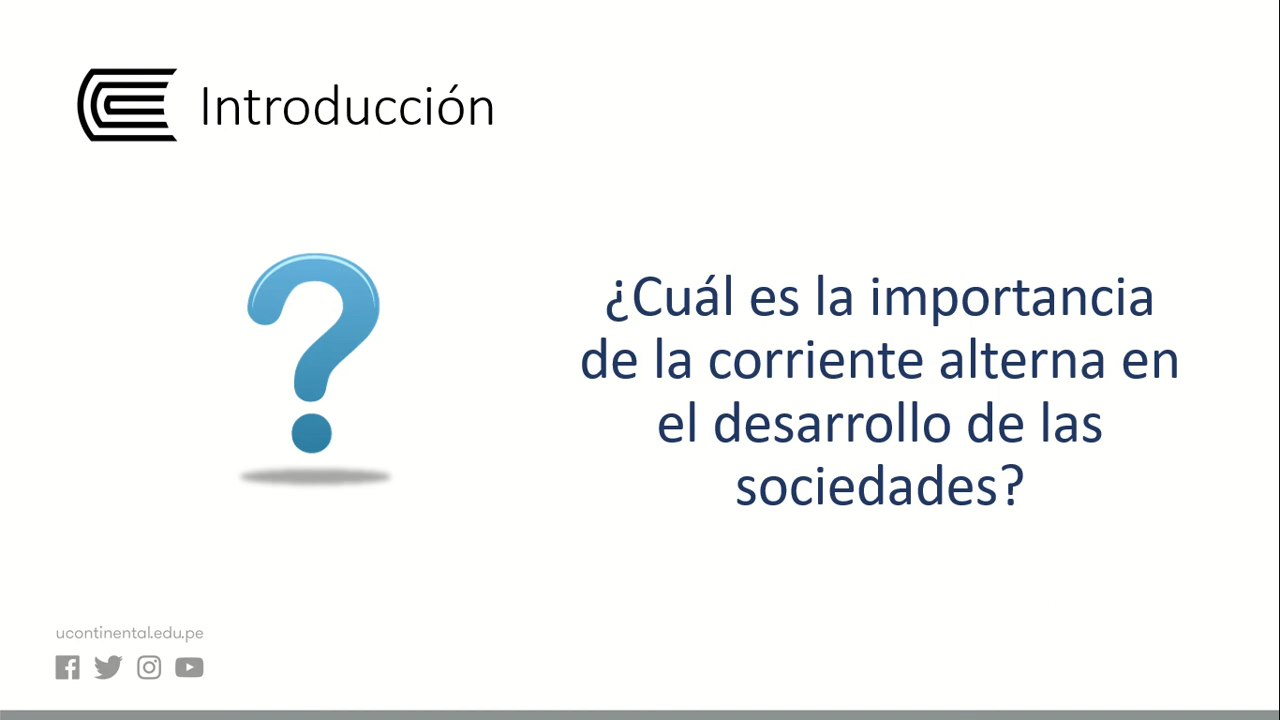 Introducción
¿Cuál es la importancia
de la corriente alterna en
el desarrollo de las
sociedades?
ucontinental.edu.pe